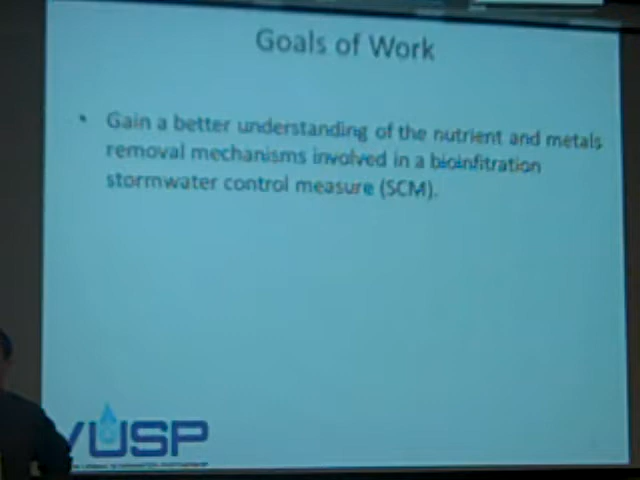 Goals of Work
• Gain a better understanding of the nutrient and metals
removal mechanisms involved in a bioinfitration
stormwater control measure (SCM).
VUSP